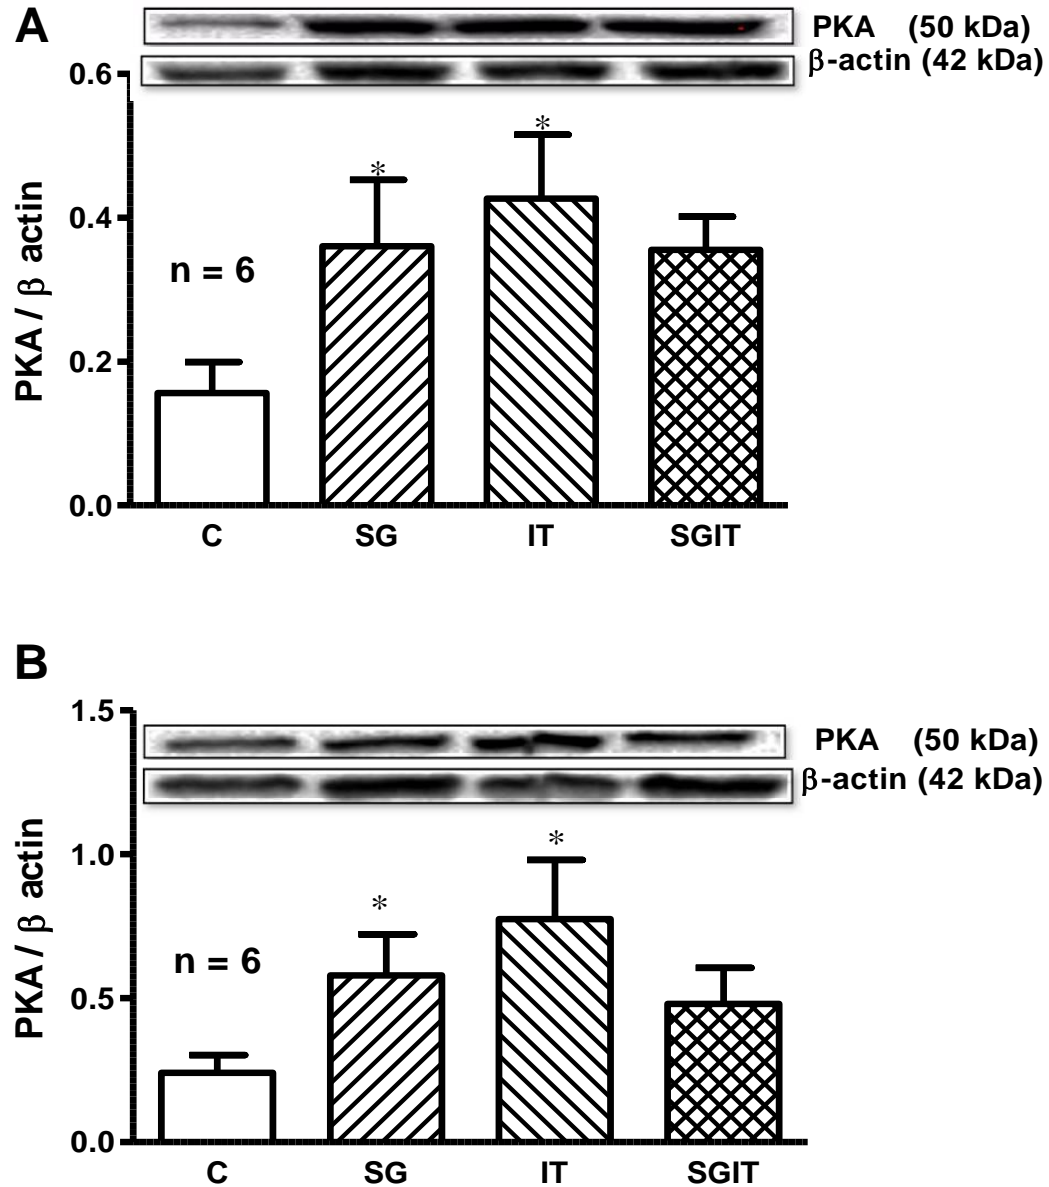 A
PKA (50 kDa)
β-actin (42 kDa)
0.6
*
*
0.4
PKA / β actin
n = 6
0.2
0.0
C SG IT SGIT
B
1.5
PKA (50 kDa)
β-actin (42 kDa)
*
1.0
*
PKA / β actin
n = 6
0.5
0.0
C SG IT SGIT